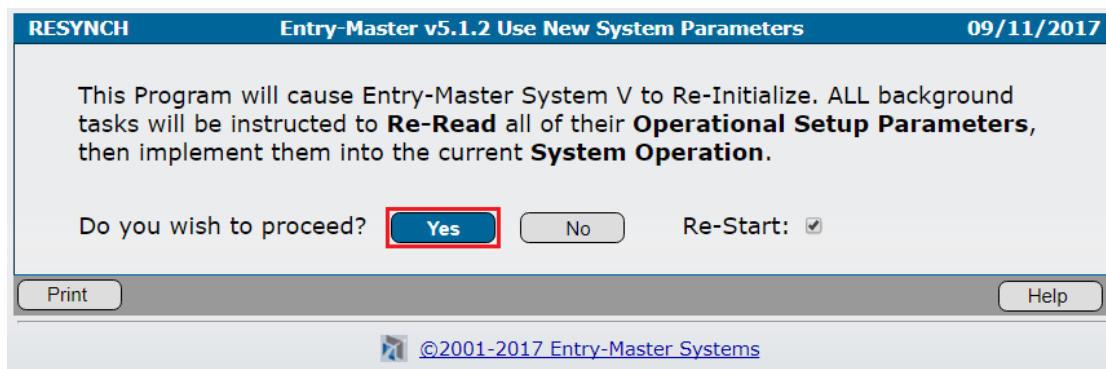 RESYNCH Entry-Master v5.1.2 Use New System Parameters 09/11/2017
This Program will cause Entry-Master System V to Re-Initialize. ALL background
tasks will be instructed to Re-Read all of their Operational Setup Parameters,
then implement them into the current System Operation.
Do you wish to proceed? Yes No Re-Start:
Print Help
©2001-2017 Entry-Master Systems